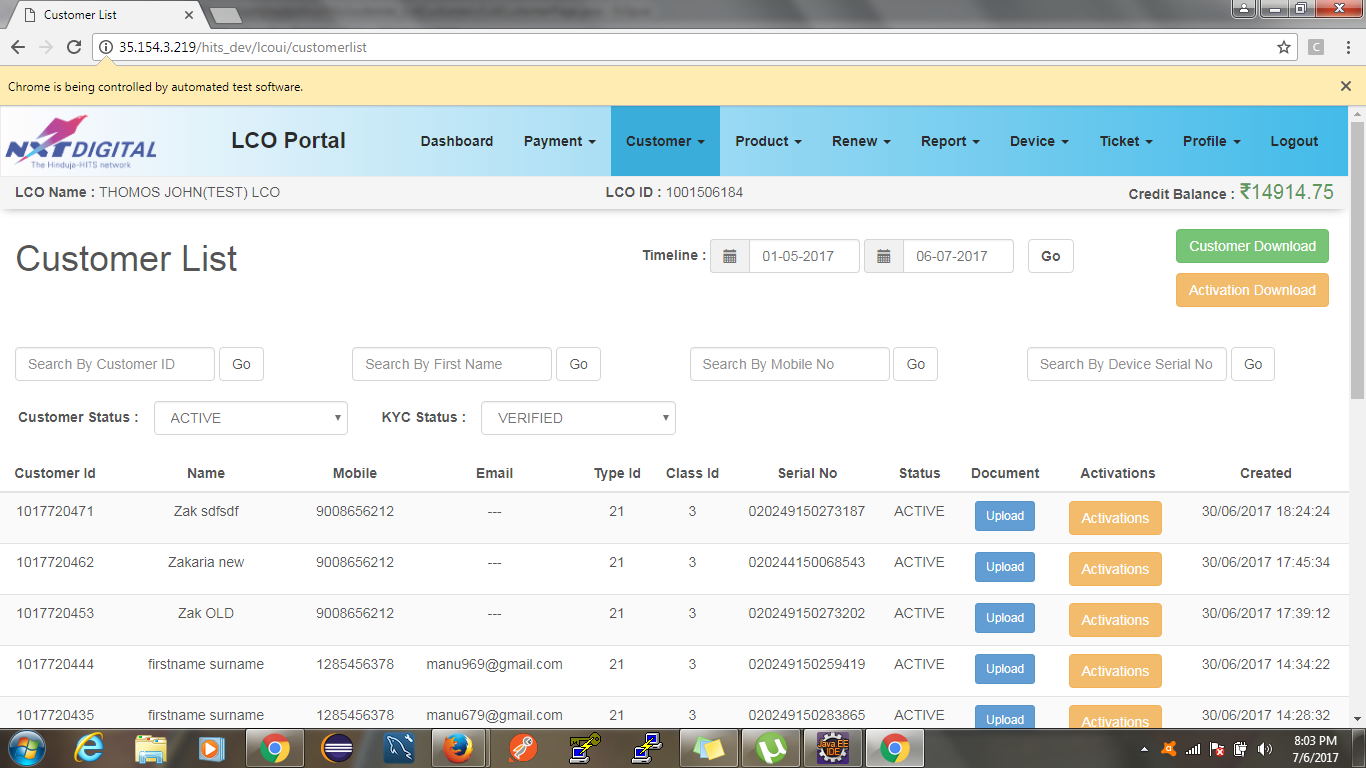 Customer List
35.154.3.219/hits_dev/lcoui/customerlist
C
Chrome is being controlled by automated test software.
NXT DIGITAL
The Hinduja-HITS network
LCO Portal Dashboard Payment Customer Product Renew Report Device Ticket Profile Logout
LCO Name : THOMOS JOHN(TEST) LCO LCO ID : 1001506184 Credit Balance : ₹14914.75
Customer List Timeline : 01-05-2017 06-07-2017 Go Customer Download
Activation Download
Search By Customer ID Go Search By First Name Go Search By Mobile No Go Search By Device Serial No Go
Customer Status : ACTIVE KYC Status : VERIFIED
Customer Id Name Mobile Email Type Id Class Id Serial No Status Document Activations Created
1017720471 Zak sdfsdf 9008656212 --- 21 3 020249150273187 ACTIVE Upload Activations 30/06/2017 18:24:24
1017720462 Zakaria new 9008656212 --- 21 3 020244150068543 ACTIVE Upload Activations 30/06/2017 17:45:34
1017720453 Zak OLD 9008656212 --- 21 3 020249150273202 ACTIVE Upload Activations 30/06/2017 17:39:12
1017720444 firstname surname 1285456378 manu969@gmail.com 21 3 020249150259419 ACTIVE Upload Activations 30/06/2017 14:34:22
1017720435 firstname surname 1285456378 manu679@gmail.com 21 3 020249150283865 ACTIVE Upload Activations 30/06/2017 14:28:32
Java EE
IDE
8:03 PM
7/6/2017